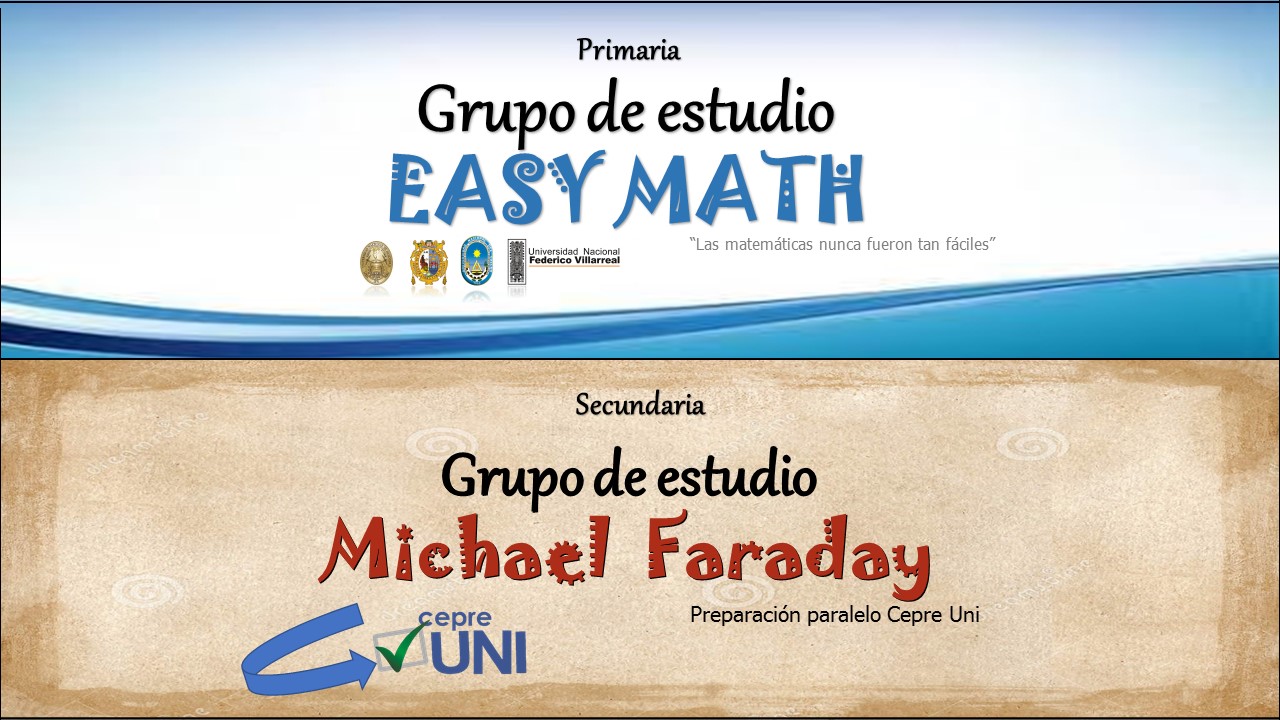 Primaria
Grupo de estudio
EASY MATH
Universidad Nacional
Federico Villarreal
“Las matemáticas nunca fueron tan fáciles”
Secundaria
Grupo de estudio
Michael Faraday
Preparación paralelo Cepre Uni
cepre
UNI